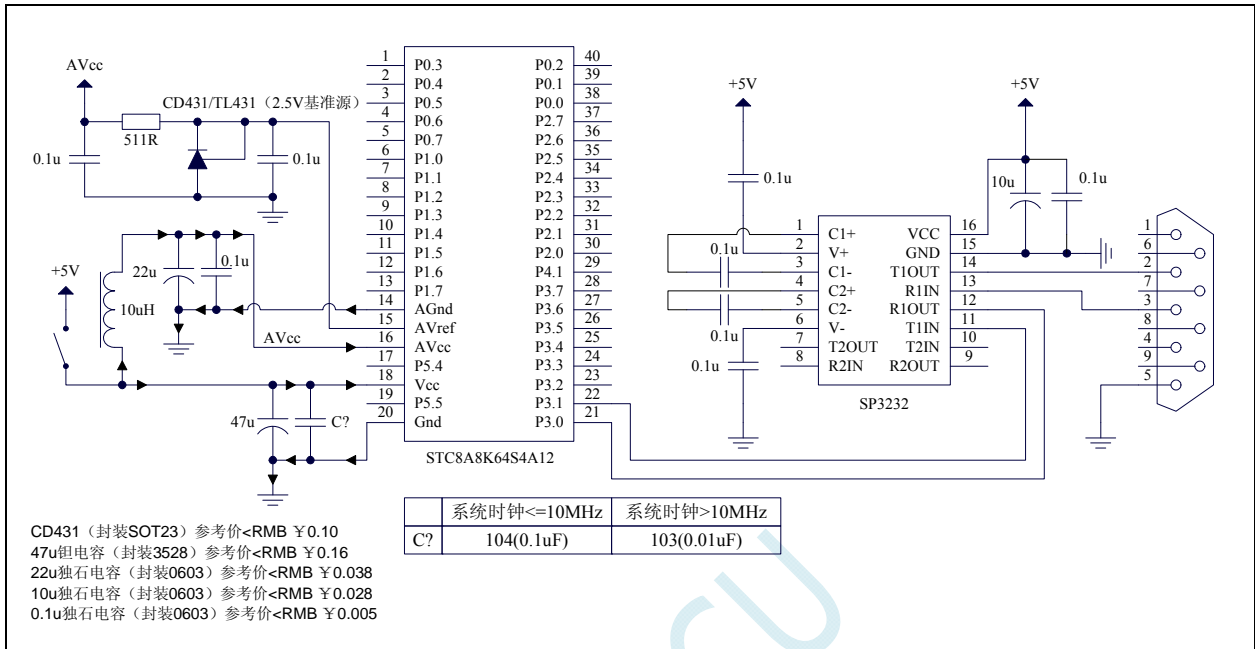 AVcc
CD431/TL431（2.5V基准源）
511R
0.1u
0.1u
+5V
10uH
22u
0.1u
AVcc
47u
C?
1 P0.3
2 P0.4
3 P0.5
4 P0.6
5 P0.7
6 P1.0
7 P1.1
8 P1.2
9 P1.3
10 P1.4
11 P1.5
12 P1.6
13 P1.7
14 AGnd
15 AVref
16 AVcc
17 P5.4
18 Vcc
19 P5.5
20 Gnd
P0.2 40
P0.1 39
P0.0 38
P2.7 37
P2.6 36
P2.5 35
P2.4 34
P2.3 33
P2.2 32
P2.1 31
P2.0 30
P4.1 29
P3.7 28
P3.6 27
P3.5 26
P3.4 25
P3.3 24
P3.2 23
P3.1 22
P3.0 21
STC8A8K64S4A12
+5V
0.1u
0.1u
0.1u
0.1u
1 C1+
2 V+
3 C1-
4 C2+
5 C2-
6 V-
7 T2OUT
8 R2IN
VCC 16
GND 15
T1OUT 14
R1IN 13
R1OUT 12
T1IN 11
T2IN 10
R2OUT 9
SP3232
+5V
10u
0.1u
1
6
2
7
3
8
4
9
5
系统时钟<=10MHz 系统时钟>10MHz
C? 104(0.1uF) 103(0.01uF)
CD431（封装SOT23）参考价<RMB ￥0.10
47u钽电容（封装3528）参考价<RMB ￥0.16
22u独石电容（封装0603）参考价<RMB ￥0.038
10u独石电容（封装0603）参考价<RMB ￥0.028
0.1u独石电容（封装0603）参考价<RMB ￥0.005